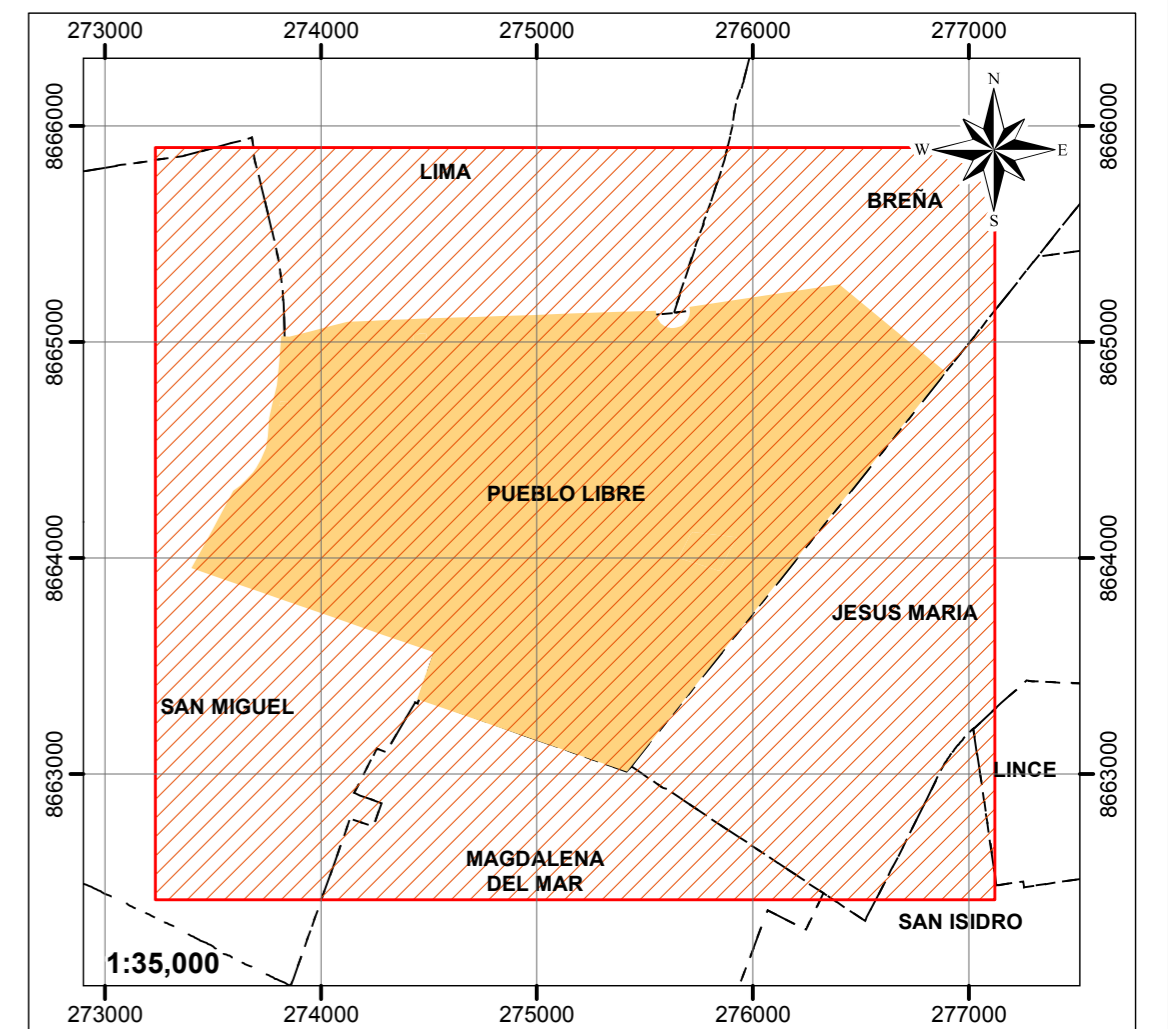 273000 274000 275000 276000 277000
8666000 8666000
N
W E
S
LIMA
BREÑA
8665000 8665000
PUEBLO LIBRE
8664000 8664000
JESUS MARIA
SAN MIGUEL
8663000 8663000
LINCE
MAGDALENA
DEL MAR
SAN ISIDRO
1:35,000
273000 274000 275000 276000 277000